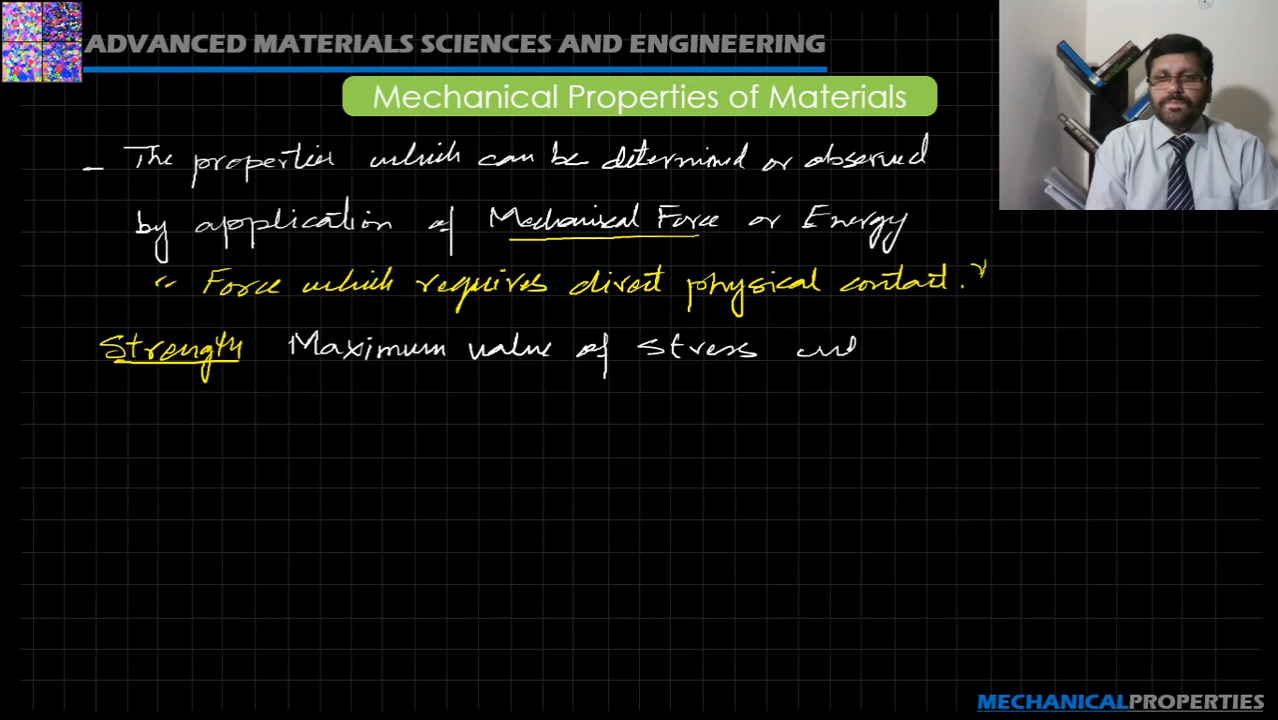 ADVANCED MATERIALS SCIENCES AND ENGINEERING
Mechanical Properties of Materials
- The properties which can be determined or observed
by application of Mechanical Force or Energy
" Force which requires direct physical contact."
Strength Maximum value of stress and
MECHANICALPROPERTIES